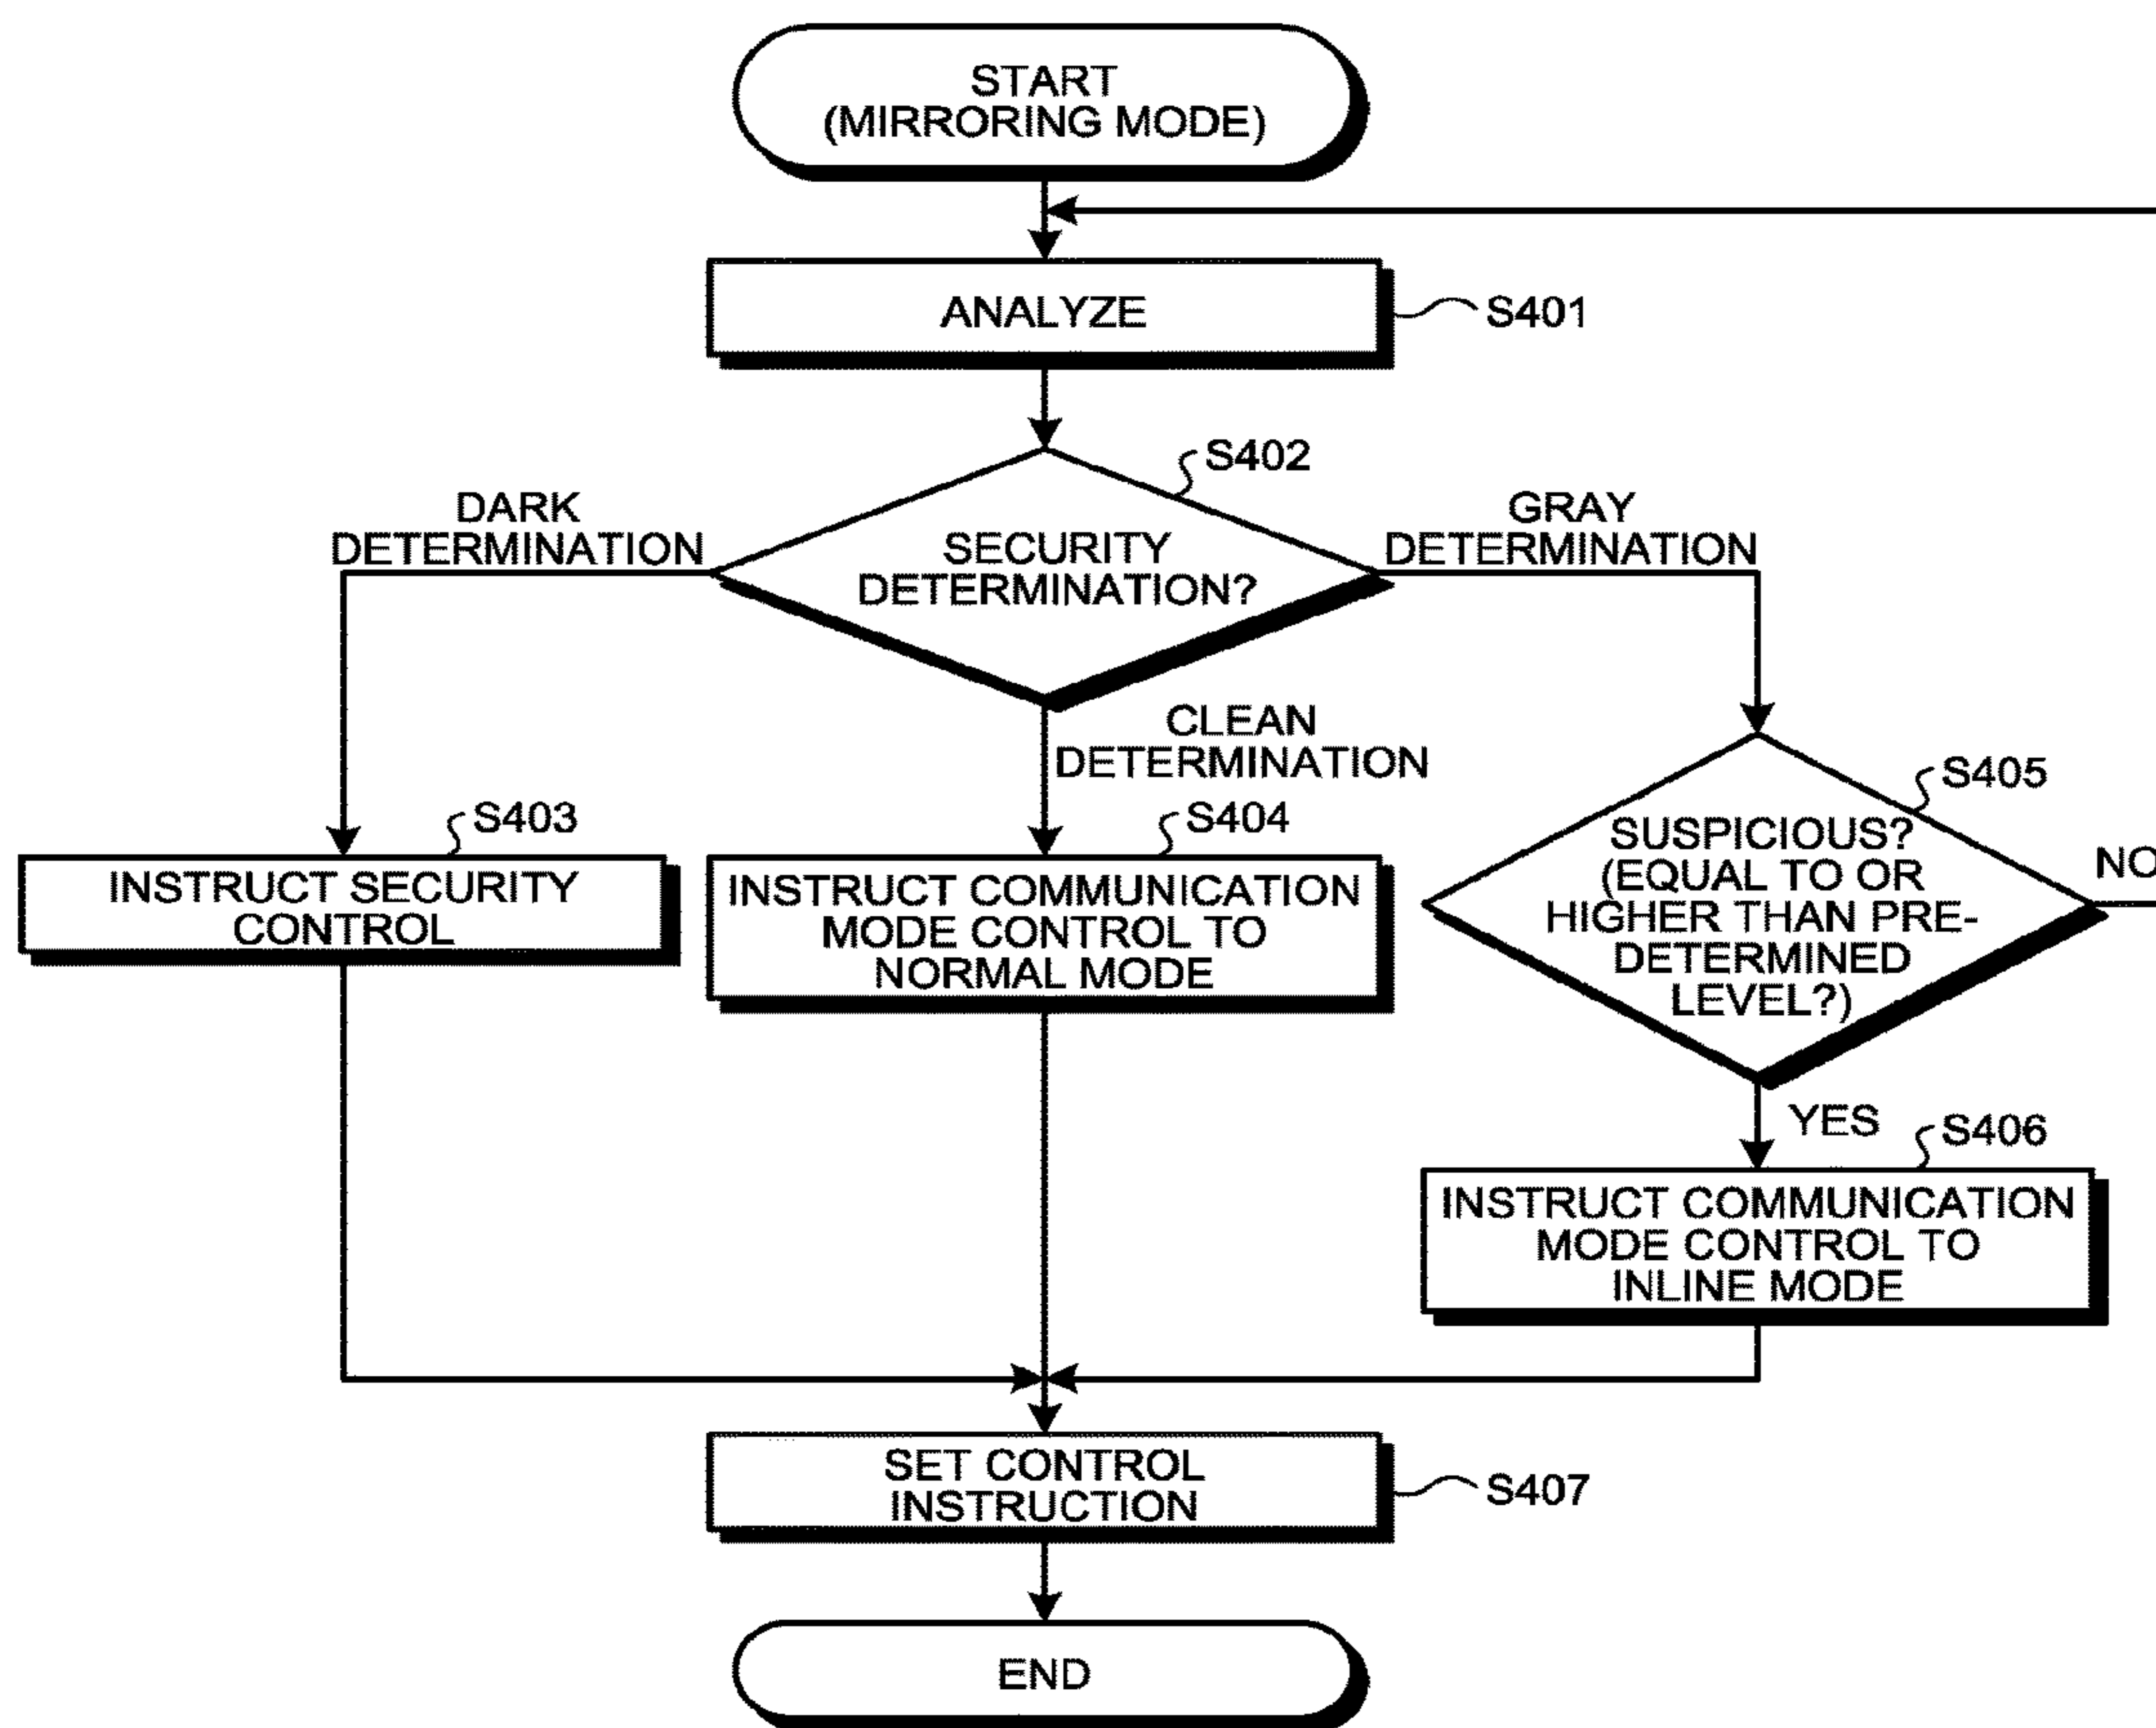 START
(MIRRORING MODE)
ANALYZE
S401
S402
DARK
DETERMINATION
SECURITY
DETERMINATION?
GRAY
DETERMINATION
CLEAN
DETERMINATION
S403
INSTRUCT SECURITY
CONTROL
S404
INSTRUCT COMMUNICATION
MODE CONTROL TO
NORMAL MODE
S405
SUSPICIOUS?
(EQUAL TO OR
HIGHER THAN PRE-
DETERMINED
LEVEL?)
NO
YES
S406
INSTRUCT COMMUNICATION
MODE CONTROL TO
INLINE MODE
SET CONTROL
INSTRUCTION
S407
END